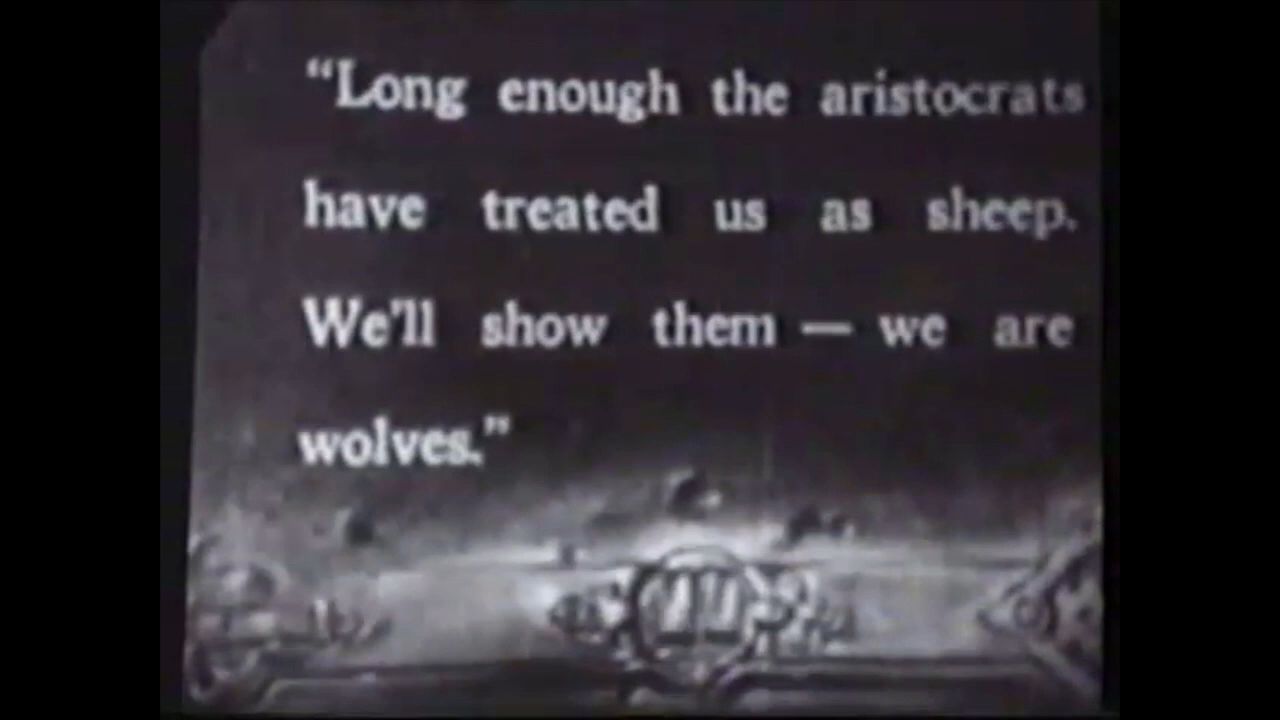 “Long enough the aristocrats
have treated us as sheep.
We'll show them — we are
wolves.”